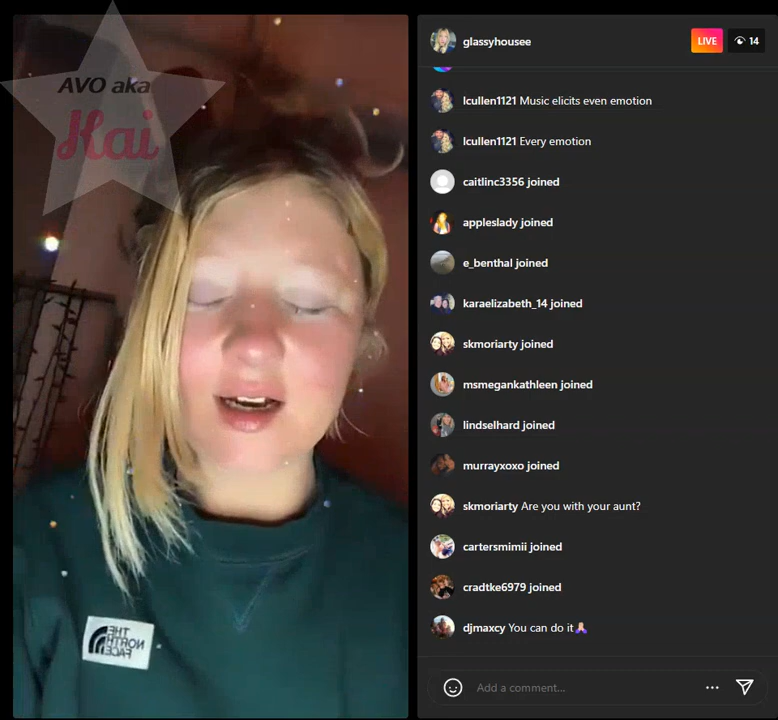 AVO aka
Kai
THE
NORTH
FACE
glassyhousee
LIVE
14
lcullen1121 Music elicits even emotion
lcullen1121 Every emotion
caitlinc3356 joined
appleslady joined
e_benthal joined
karaelizabeth_14 joined
skmoriarty joined
msmegankathleen joined
lindselhard joined
murrayxoxo joined
skmoriarty Are you with your aunt?
cartersmimii joined
cradtke6979 joined
djmaxcy You can do it🙏🏼
Add a comment...